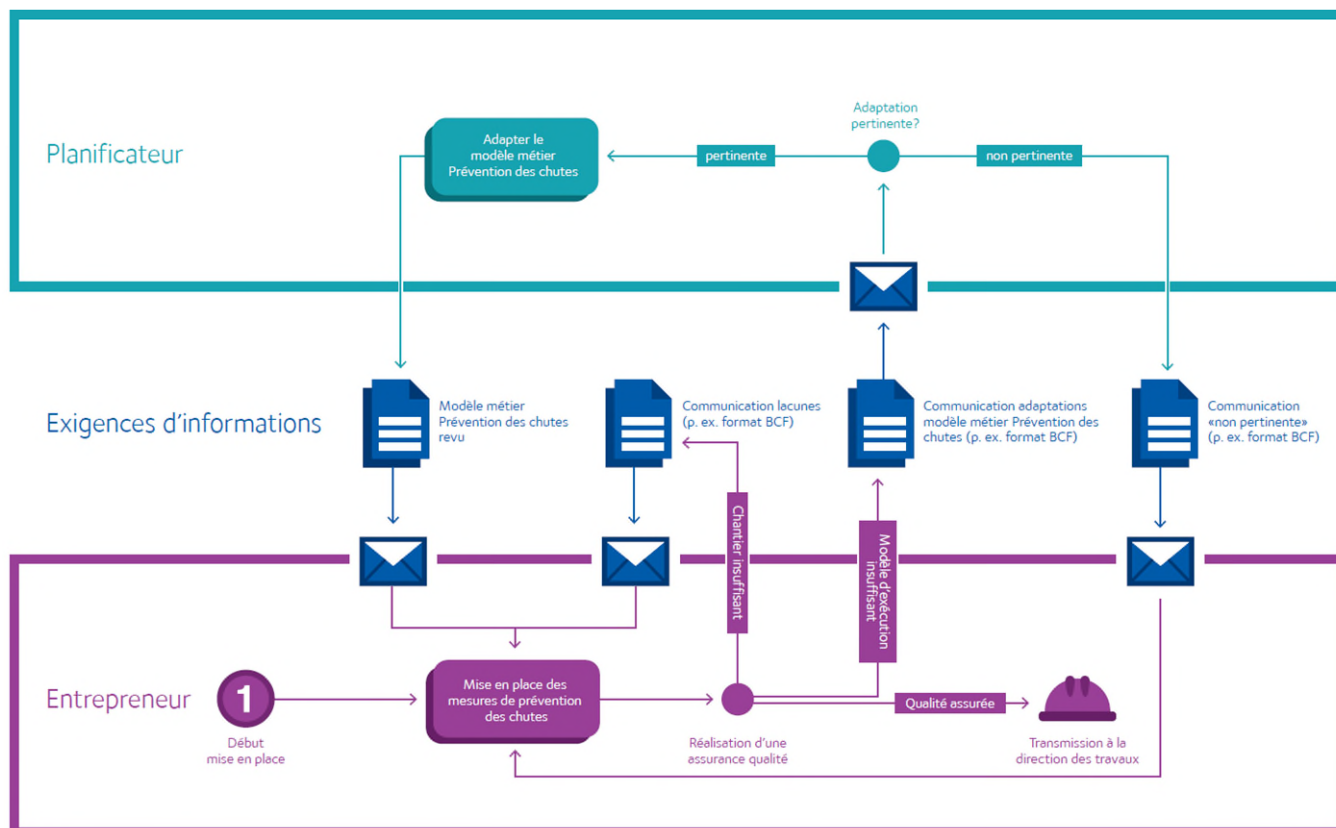 Planificateur
Adapter le
modèle métier
Prévention des chutes
pertinente
Adaptation
pertinente?
non pertinente
Exigences d'informations
Modèle métier
Prévention des chutes
revu
Communication lacunes
(p. ex. format BCF)
Communication adaptations
modèle métier Prévention des
chutes (p. ex. format BCF)
Communication
«non pertinente»
(p. ex. format BCF)
Chantier insuffisant
Modèle d'exécution
insuffisant
Entrepreneur
1
Début
mise en place
Mise en place des
mesures de prévention
des chutes
Réalisation d'une
assurance qualité
Qualité assurée
Transmission à la
direction des travaux